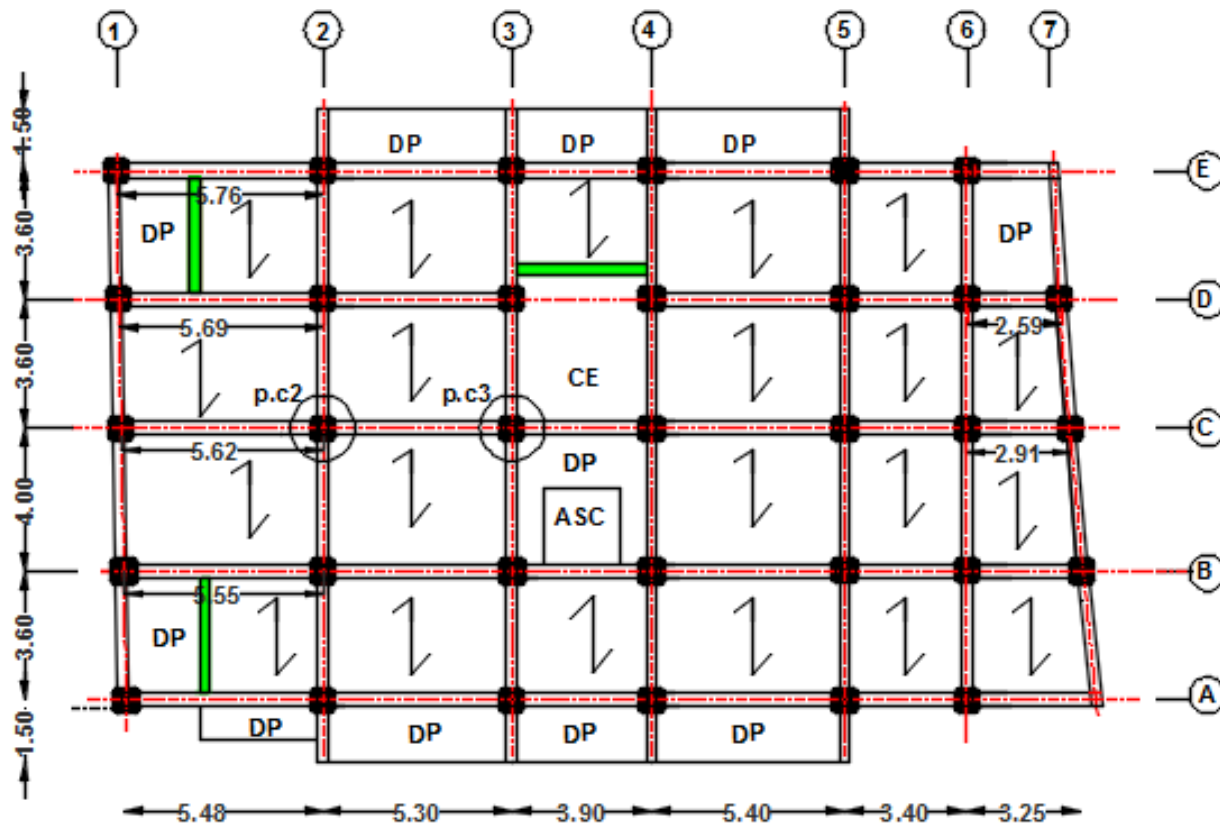 1 2 3 4 5 6 7
1.50
DP DP DP
E
5.76
3.60
DP
DP
D
5.69
2.59
3.60
p.c2
p.c3
CE
C
5.62
2.91
DP
4.00
ASC
B
5.55
3.60
DP
A
DP DP DP DP
1.50
5.48 5.30 3.90 5.40 3.40 3.25